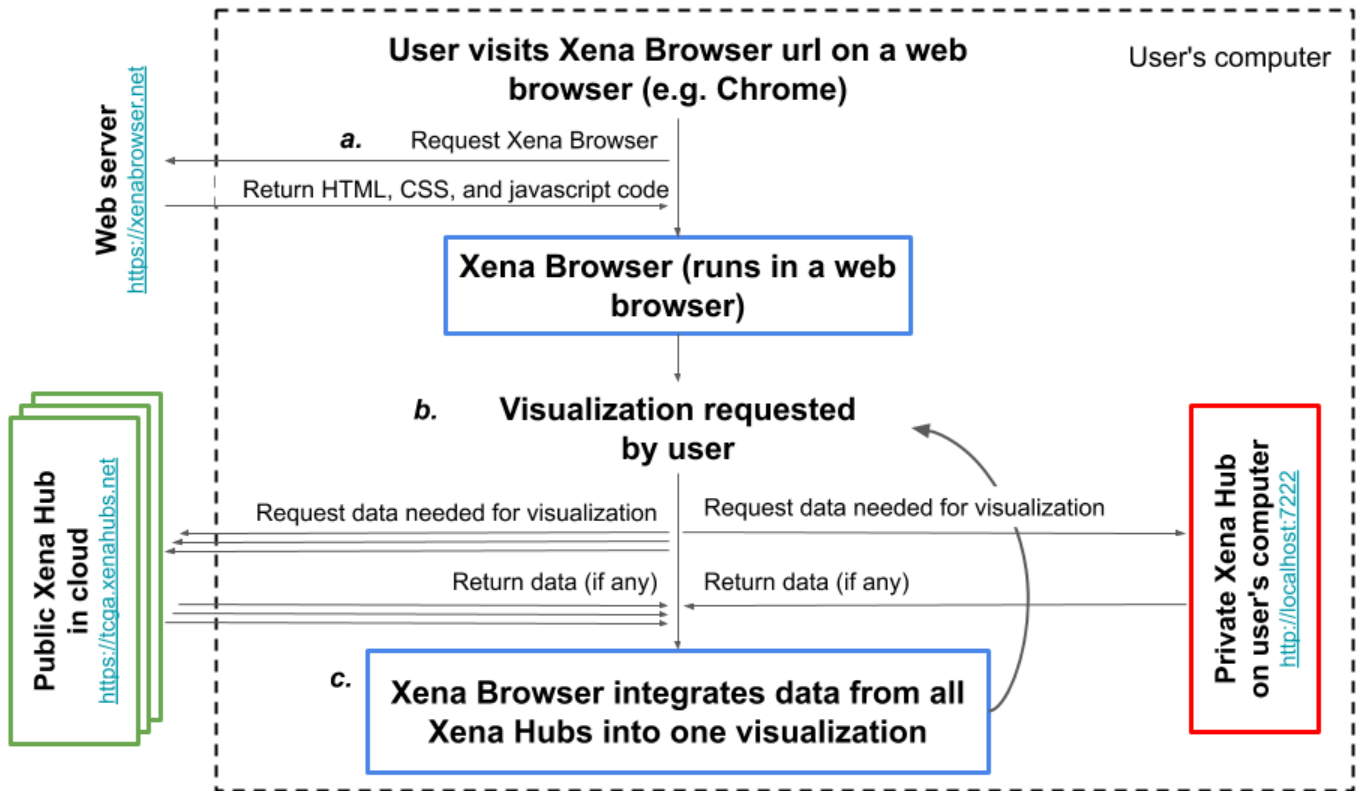 User visits Xena Browser url on a web
browser (e.g. Chrome)
User's computer
Web server
https://xenabrowser.net
a.
Request Xena Browser
Return HTML, CSS, and javascript code
Xena Browser (runs in a web
browser)
b.
Visualization requested
by user
Public Xena Hub
in cloud
https://tcga.xenahubs.net
Request data needed for visualization
Request data needed for visualization
Return data (if any)
Return data (if any)
Private Xena Hub
on user's computer
http://localhost:7222
c.
Xena Browser integrates data from all
Xena Hubs into one visualization